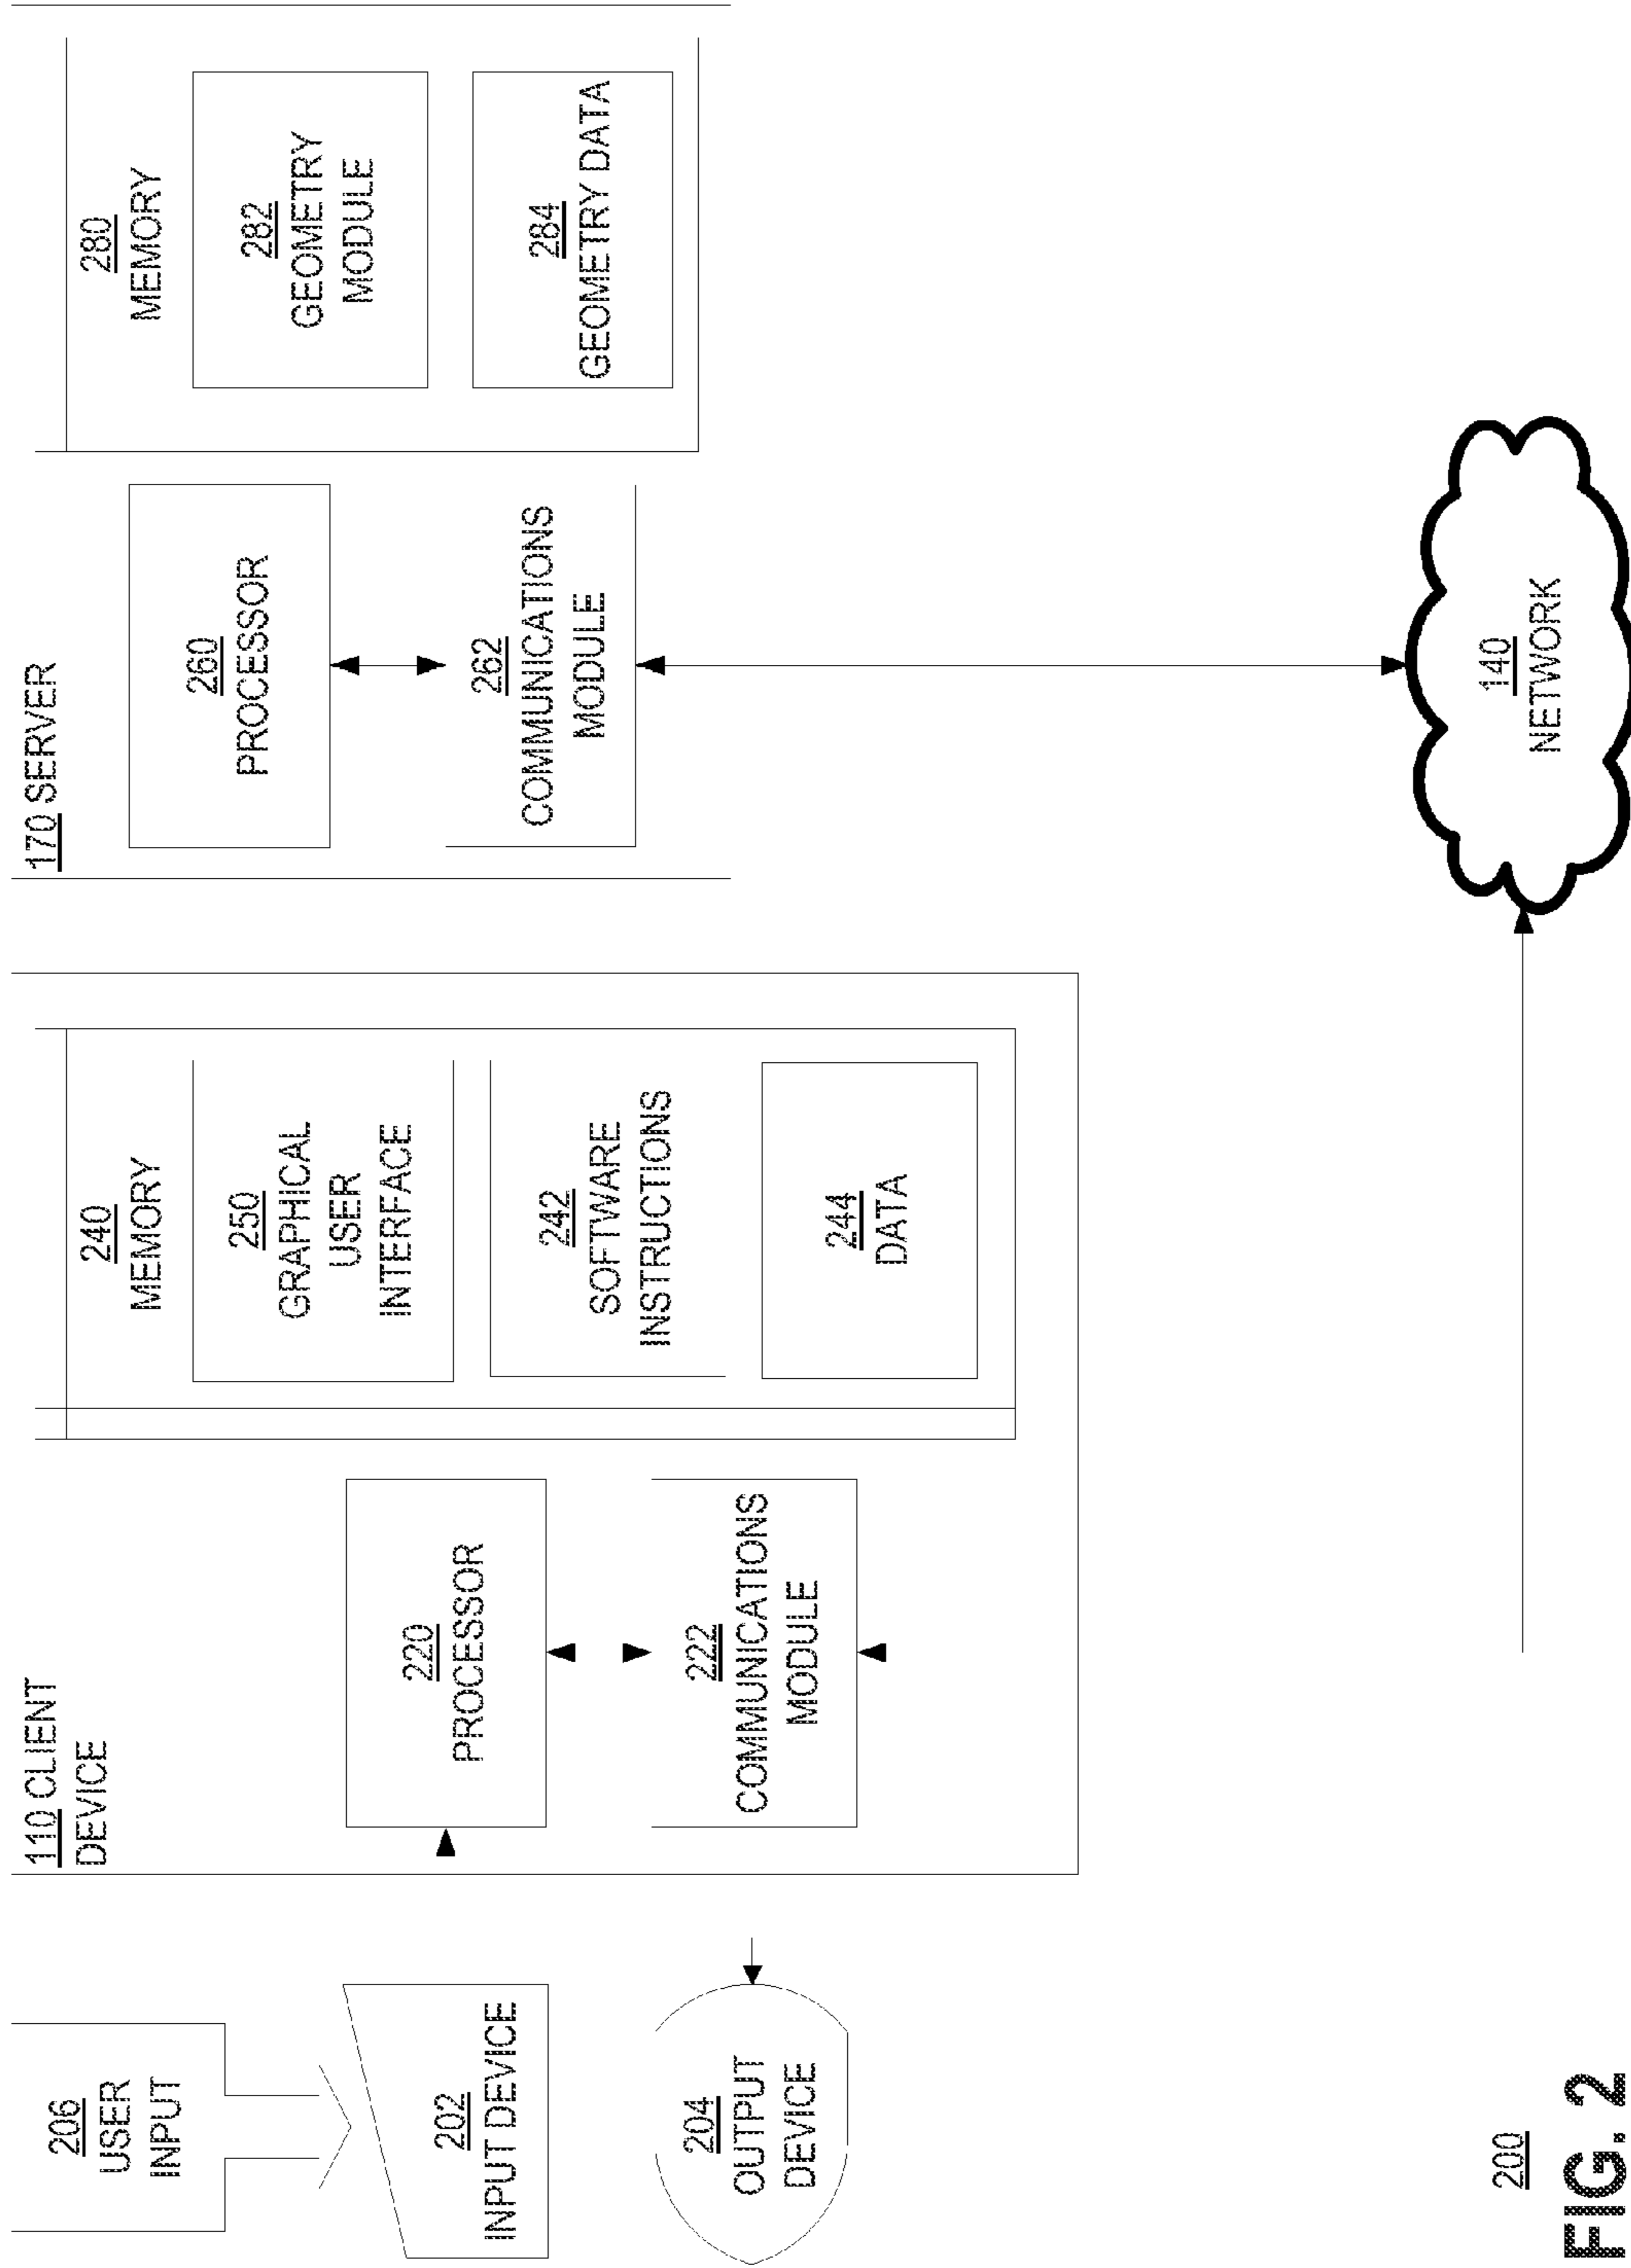 206
USER
INPUT
202
INPUT DEVICE
204
OUTPUT
DEVICE
110 CLIENT
DEVICE
220
PROCESSOR
222
COMMUNICATIONS
MODULE
240
MEMORY
250
GRAPHICAL
USER
INTERFACE
242
SOFTWARE
INSTRUCTIONS
244
DATA
170 SERVER
260
PROCESSOR
262
COMMUNICATIONS
MODULE
280
MEMORY
282
GEOMETRY
MODULE
284
GEOMETRY DATA
140
NETWORK
200
FIG. 2